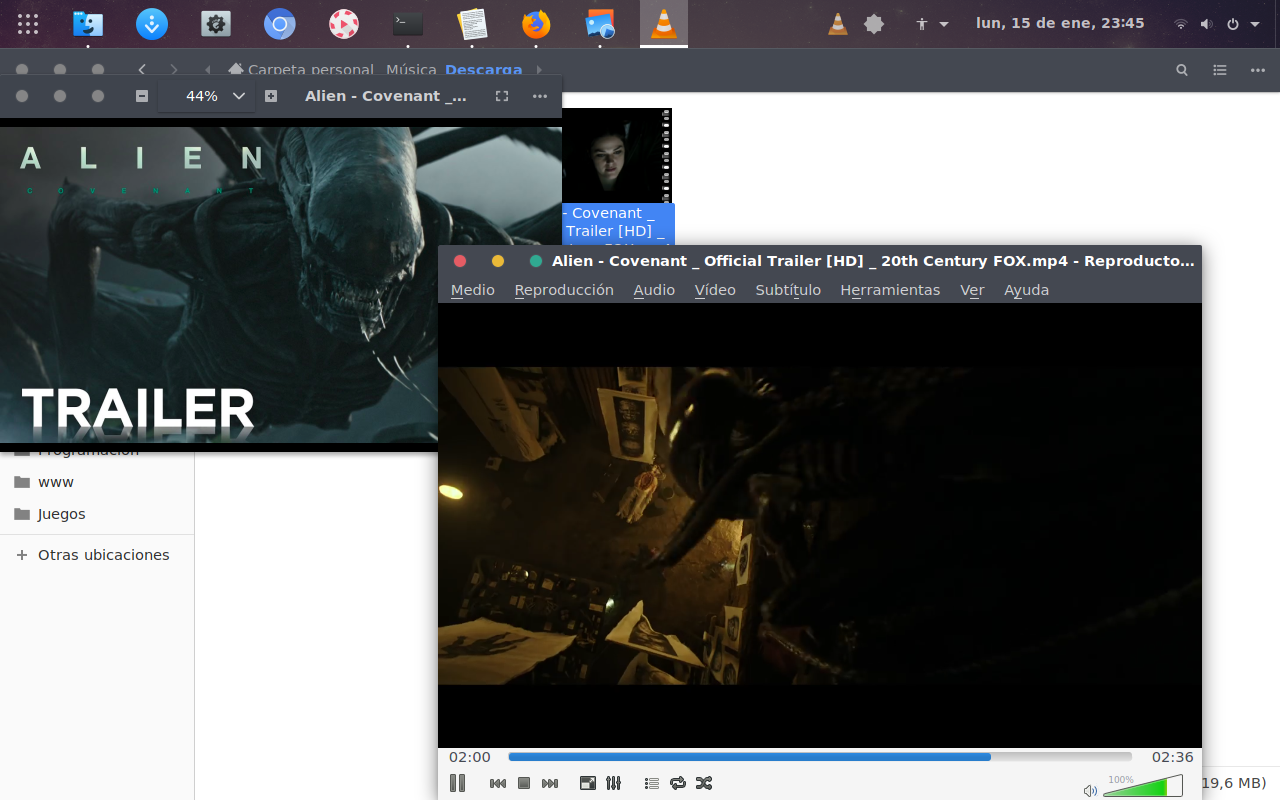 lun, 15 de ene, 23:45
Carpeta personal Música Descarga
44% Alien - Covenant _...
ALIEN
COVENANT
TRAILER
- Covenant _
Trailer [HD] _
Alien - Covenant _ Official Trailer [HD] _ 20th Century FOX.mp4 - Reproducto...
Medio Reproducción Audio Vídeo Subtítulo Herramientas Ver Ayuda
Programación
www
Juegos
Otras ubicaciones
02:00 02:36
100%
19,6 MB)